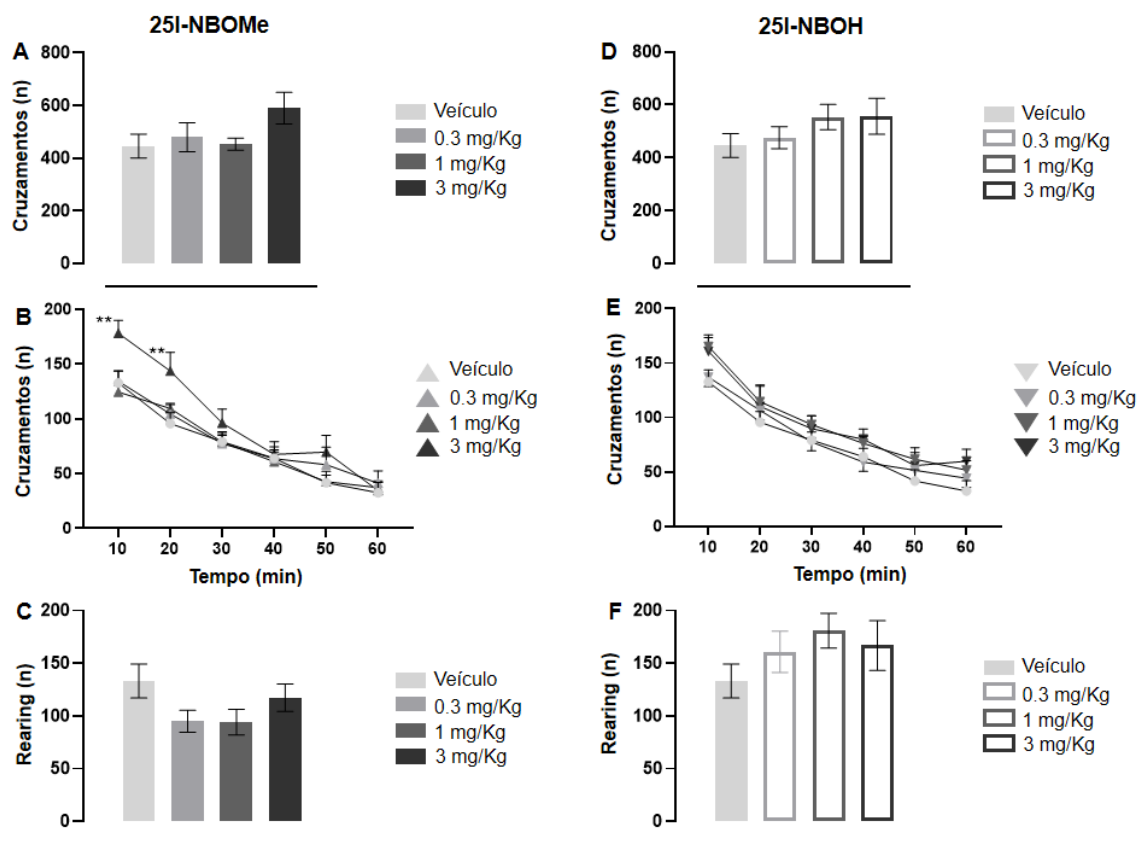 25I-NBOMe
A
Cruzamentos (n)
800
600
400
200
0
Veículo
0.3 mg/Kg
1 mg/Kg
3 mg/Kg
B
Cruzamentos (n)
200
150
100
50
0
**
**
10 20 30 40 50 60
Tempo (min)
Veículo
0.3 mg/Kg
1 mg/Kg
3 mg/Kg
C
Rearing (n)
200
150
100
50
0
Veículo
0.3 mg/Kg
1 mg/Kg
3 mg/Kg
25I-NBOH
D
Cruzamentos (n)
800
600
400
200
0
Veículo
0.3 mg/Kg
1 mg/Kg
3 mg/Kg
E
Cruzamentos (n)
200
150
100
50
0
10 20 30 40 50 60
Tempo (min)
Veículo
0.3 mg/Kg
1 mg/Kg
3 mg/Kg
F
Rearing (n)
200
150
100
50
0
Veículo
0.3 mg/Kg
1 mg/Kg
3 mg/Kg